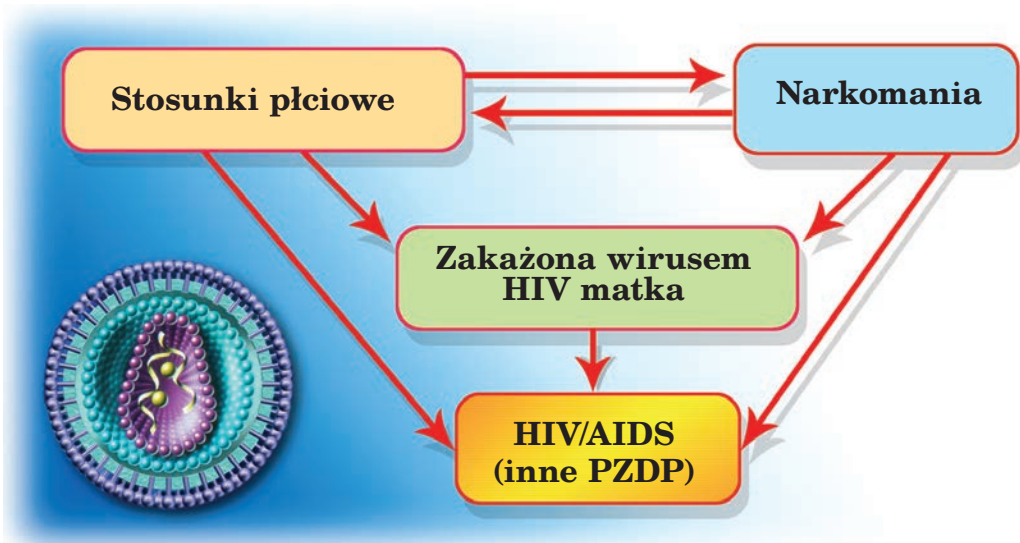 Stosunki płciowe
Narkomania
Zakażona wirusem
HIV matka
HIV/AIDS
(inne PZDP)